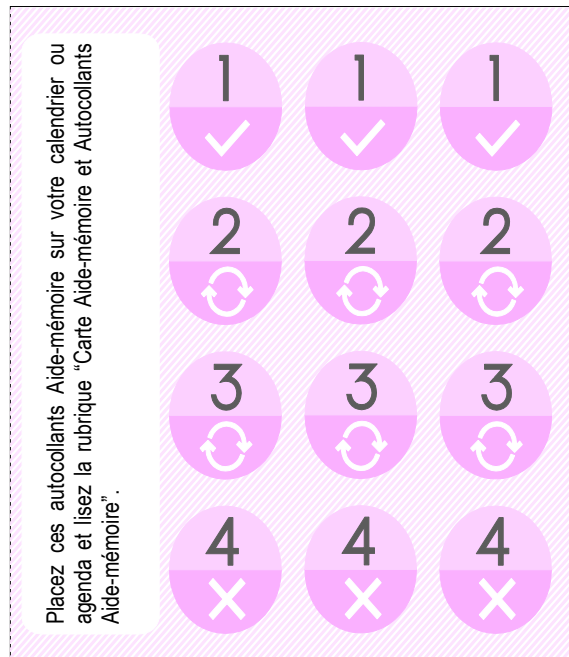 Placez ces autocollants Aide-mémoire sur votre calendrier ou
agenda et lisez la rubrique “Carte Aide-mémoire et Autocollants
Aide-mémoire”.
1 1 1
2 2 2
3 3 3
4 4 4